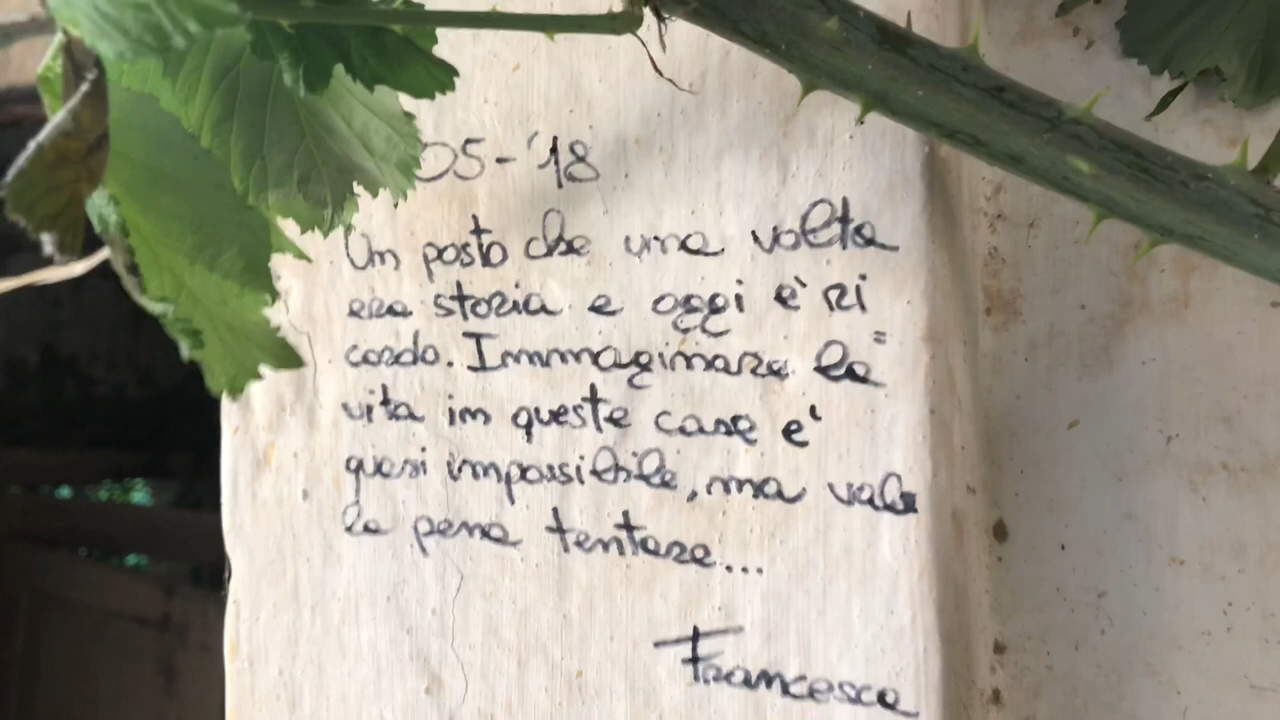 05-'18
Un posto che una volta
era storia e oggi è ri=
cordo. Immmaginare la
vita in queste case è
quasi impossibile, ma vale
la pena tentare...
Francesca